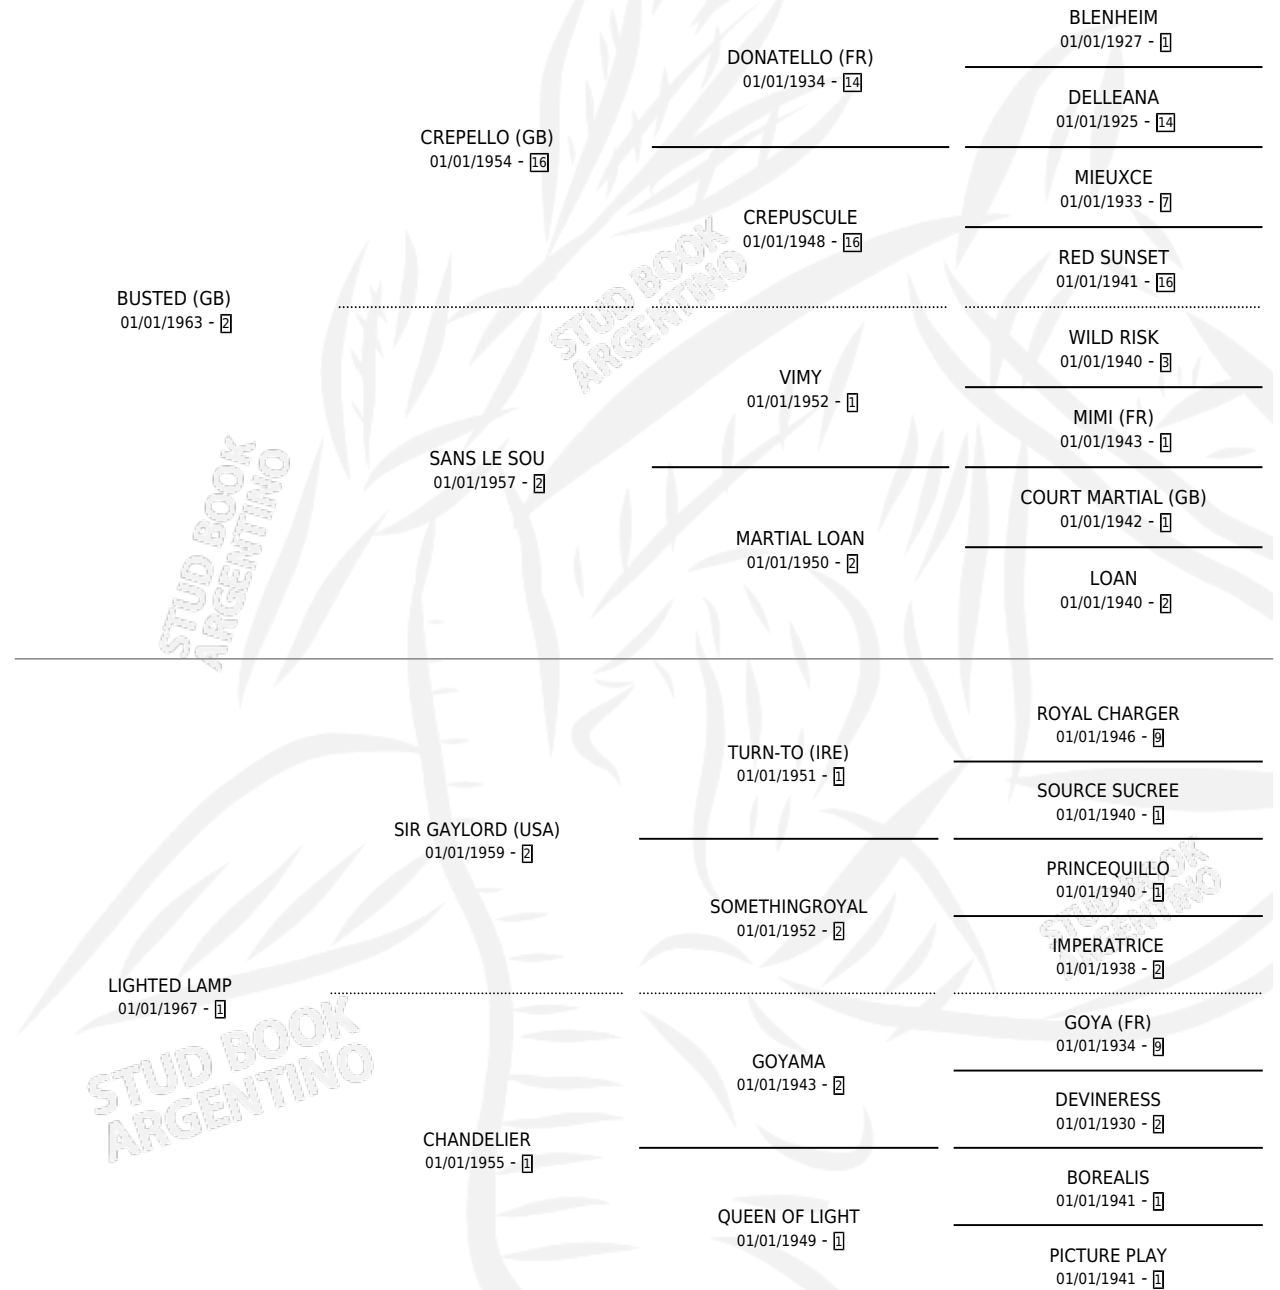 BLENHEIM
01/01/1927 - 1
DONATELLO (FR)
01/01/1934 - 14
DELLEANA
01/01/1925 - 14
CREPELLO (GB)
01/01/1954 - 16
MIEUXCE
01/01/1933 - 7
CREPUSCULE
01/01/1948 - 16
RED SUNSET
01/01/1941 - 16
BUSTED (GB)
01/01/1963 - 2
STUD BOOK
ARGENTINO
WILD RISK
01/01/1940 - 3
VIMY
01/01/1952 - 1
MIMI (FR)
01/01/1943 - 1
SANS LE SOU
01/01/1957 - 2
COURT MARTIAL (GB)
01/01/1942 - 1
MARTIAL LOAN
01/01/1950 - 2
LOAN
01/01/1940 - 2
STUD BOOK
ARGENTINO
ROYAL CHARGER
01/01/1946 - 9
TURN-TO (IRE)
01/01/1951 - 1
SOURCE SUCREE
01/01/1940 - 1
SIR GAYLORD (USA)
01/01/1959 - 2
PRINCEQUILLO
01/01/1940 - 1
SOMETHINGROYAL
01/01/1952 - 2
STUD BOOK
ARGENTINO
IMPERATRICE
01/01/1938 - 2
LIGHTED LAMP
01/01/1967 - 1
GOYA (FR)
01/01/1934 - 9
GOYAMA
01/01/1943 - 2
STUD BOOK
ARGENTINO
DEVINERESS
01/01/1930 - 2
CHANDELIER
01/01/1955 - 1
BOREALIS
01/01/1941 - 1
QUEEN OF LIGHT
01/01/1949 - 1
PICTURE PLAY
01/01/1941 - 1